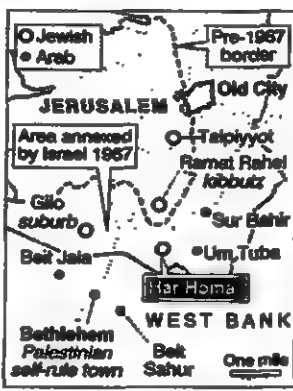 Jewish
Arab
Pre-1967
border
Old City
JERUSALEM
Area annexed
by Israel 1967
Talpiyyot
Ramat Rahel
kibbutz
Gilo
suburb
Sur Bahir
Beit Jala
Um Tuba
Har Homa
WEST BANK
Bethlehem
Palestinian
self-rule town
Beit
Sahur
One mile